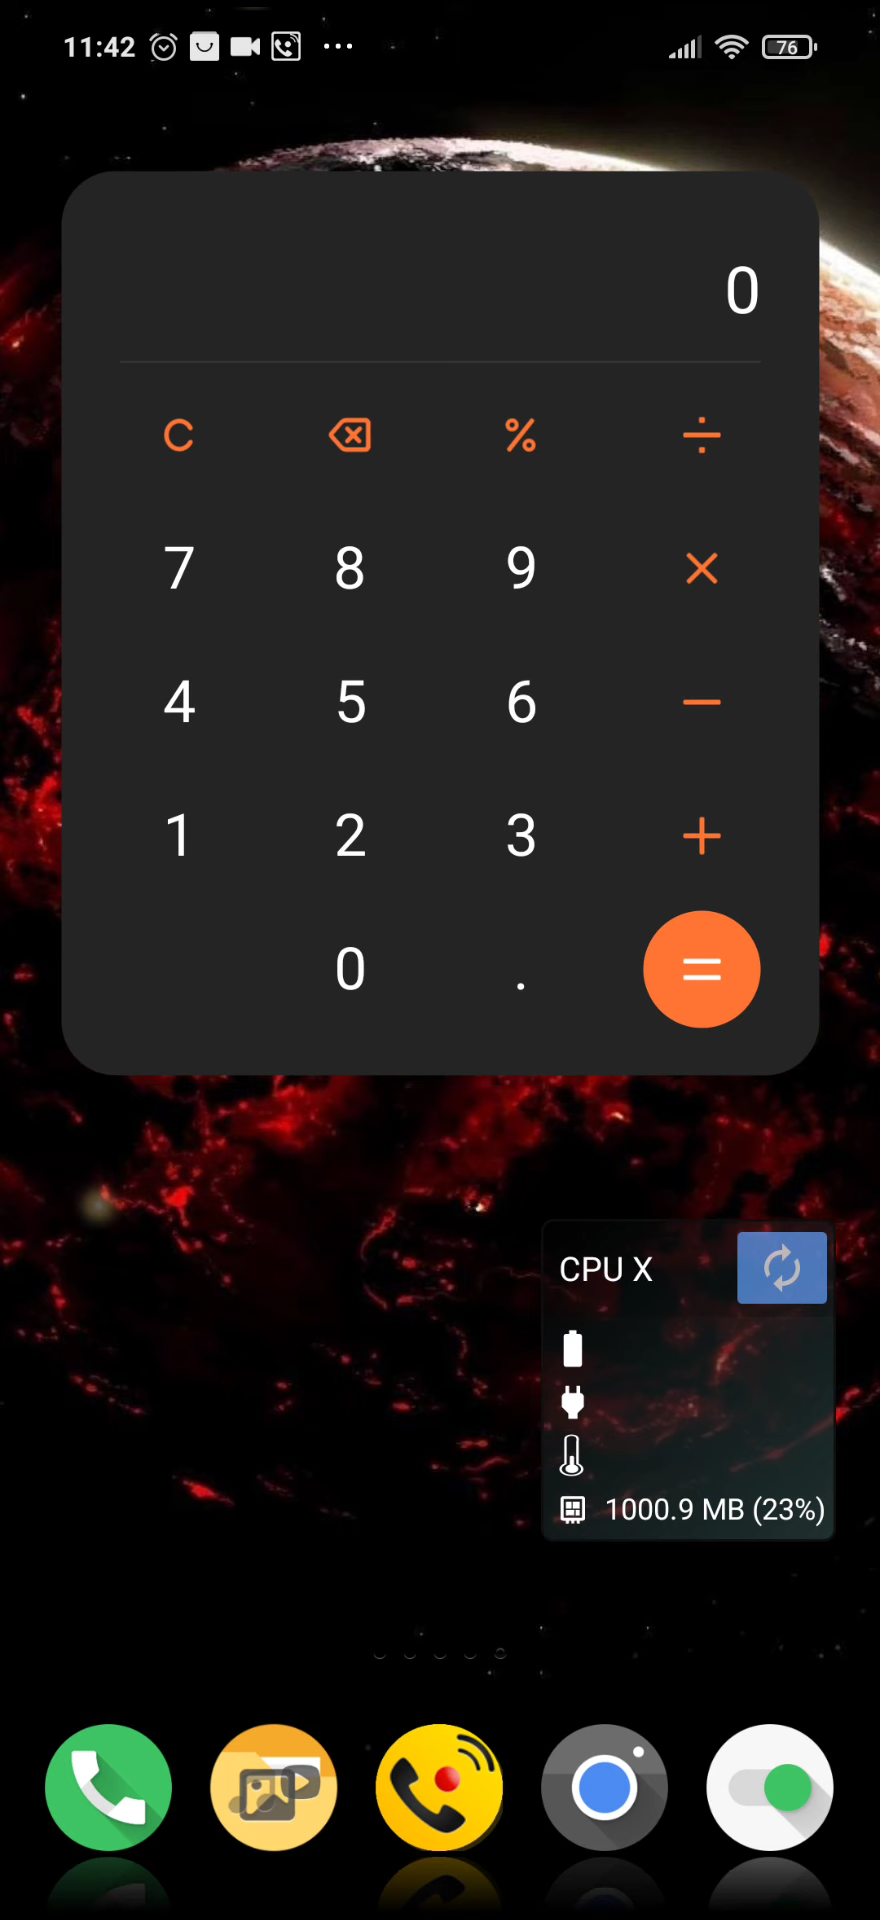 11:42 76
0
C % ÷
7 8 9 ×
4 5 6 −
1 2 3 +
0 . =
CPU X
1000.9 MB (23%)